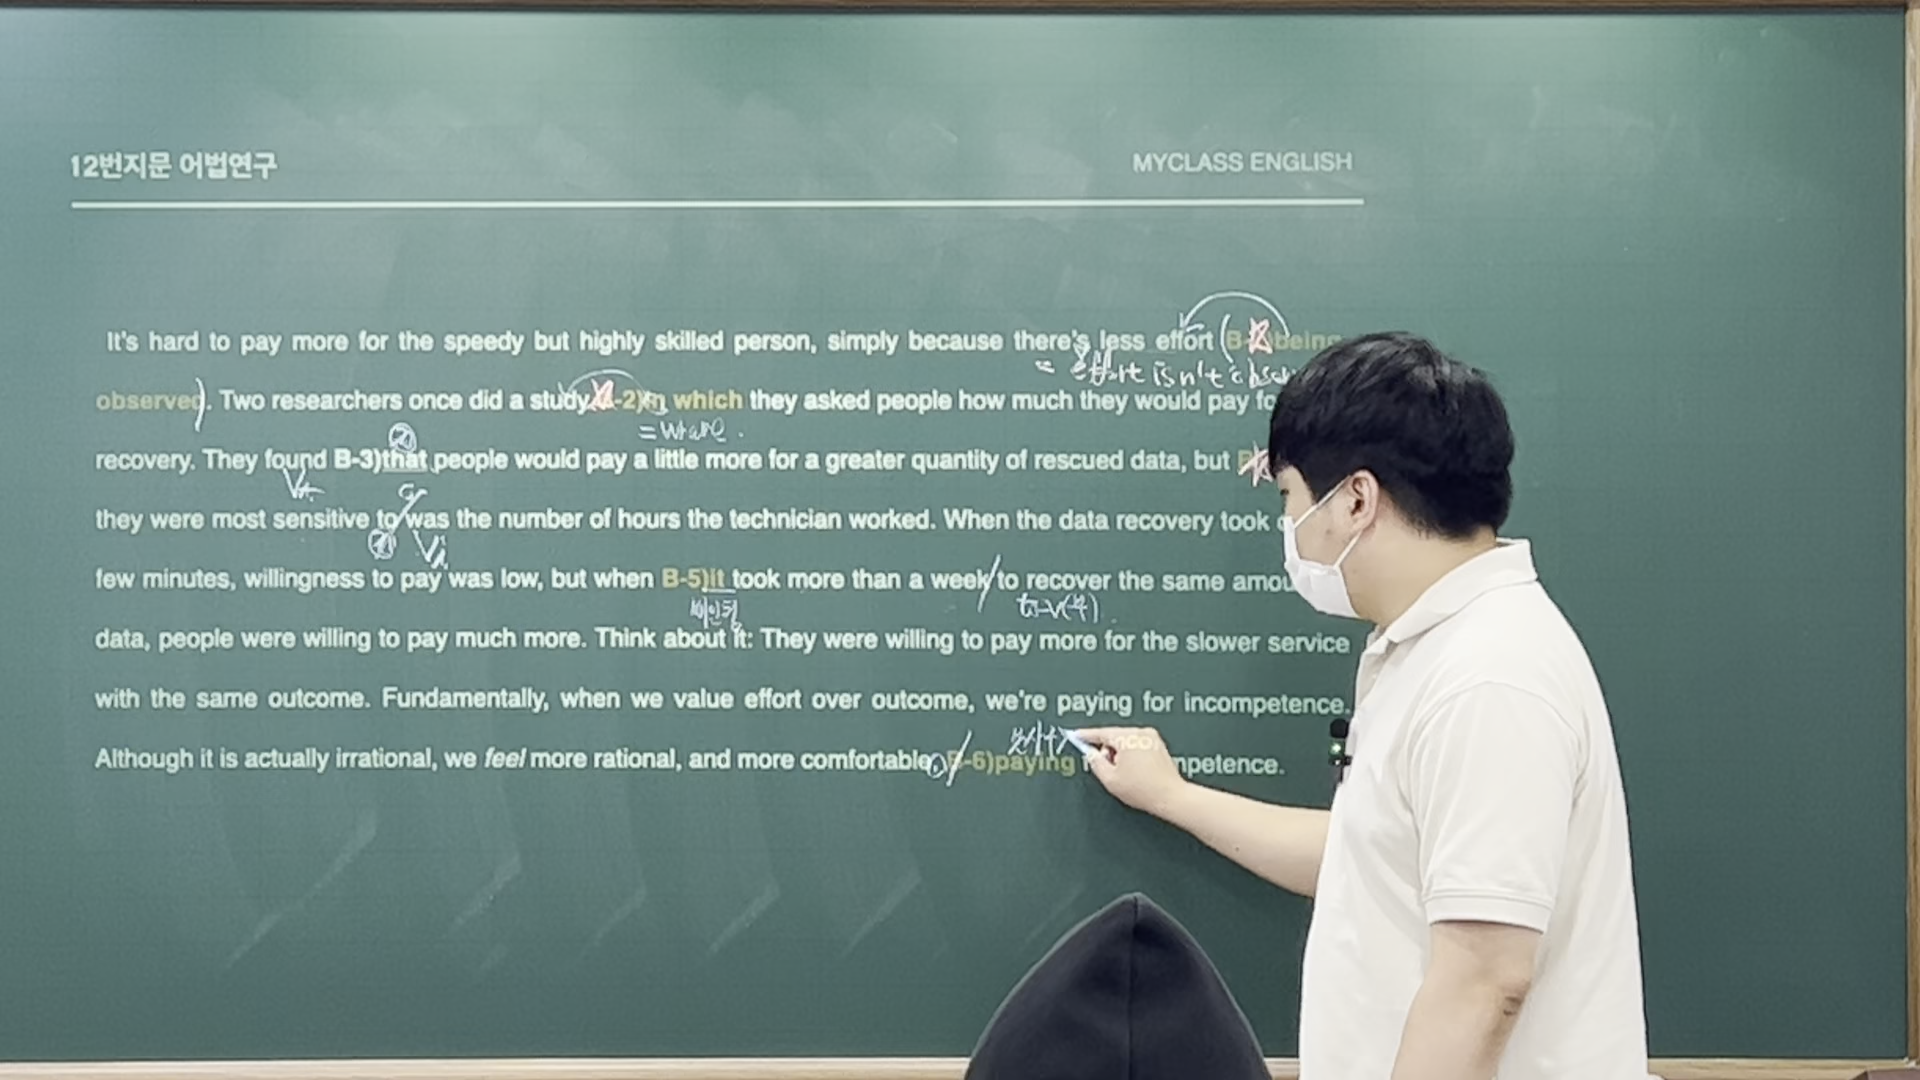 12번지문 어법연구
MYCLASS ENGLISH
It's hard to pay more for the speedy but highly skilled person, simply because there's less effort being
= effort isn't
observed). Two researchers once did a study -2) which they asked people how much they would pay
= where.
recovery. They found B-3)that people would pay a little more for a greater quantity of rescued data, but
they were most sensitive to was the number of hours the technician worked. When the data recovery took
few minutes, willingness to pay was low, but when B-5)it took more than a week to recover the same
to-v(부)
data, people were willing to pay much more. Think about it: They were willing to pay more for the slower service
with the same outcome. Fundamentally, when we value effort over outcome, we're paying for incompetence.
Although it is actually irrational, we feel more rational, and more comfortable, B-6)paying